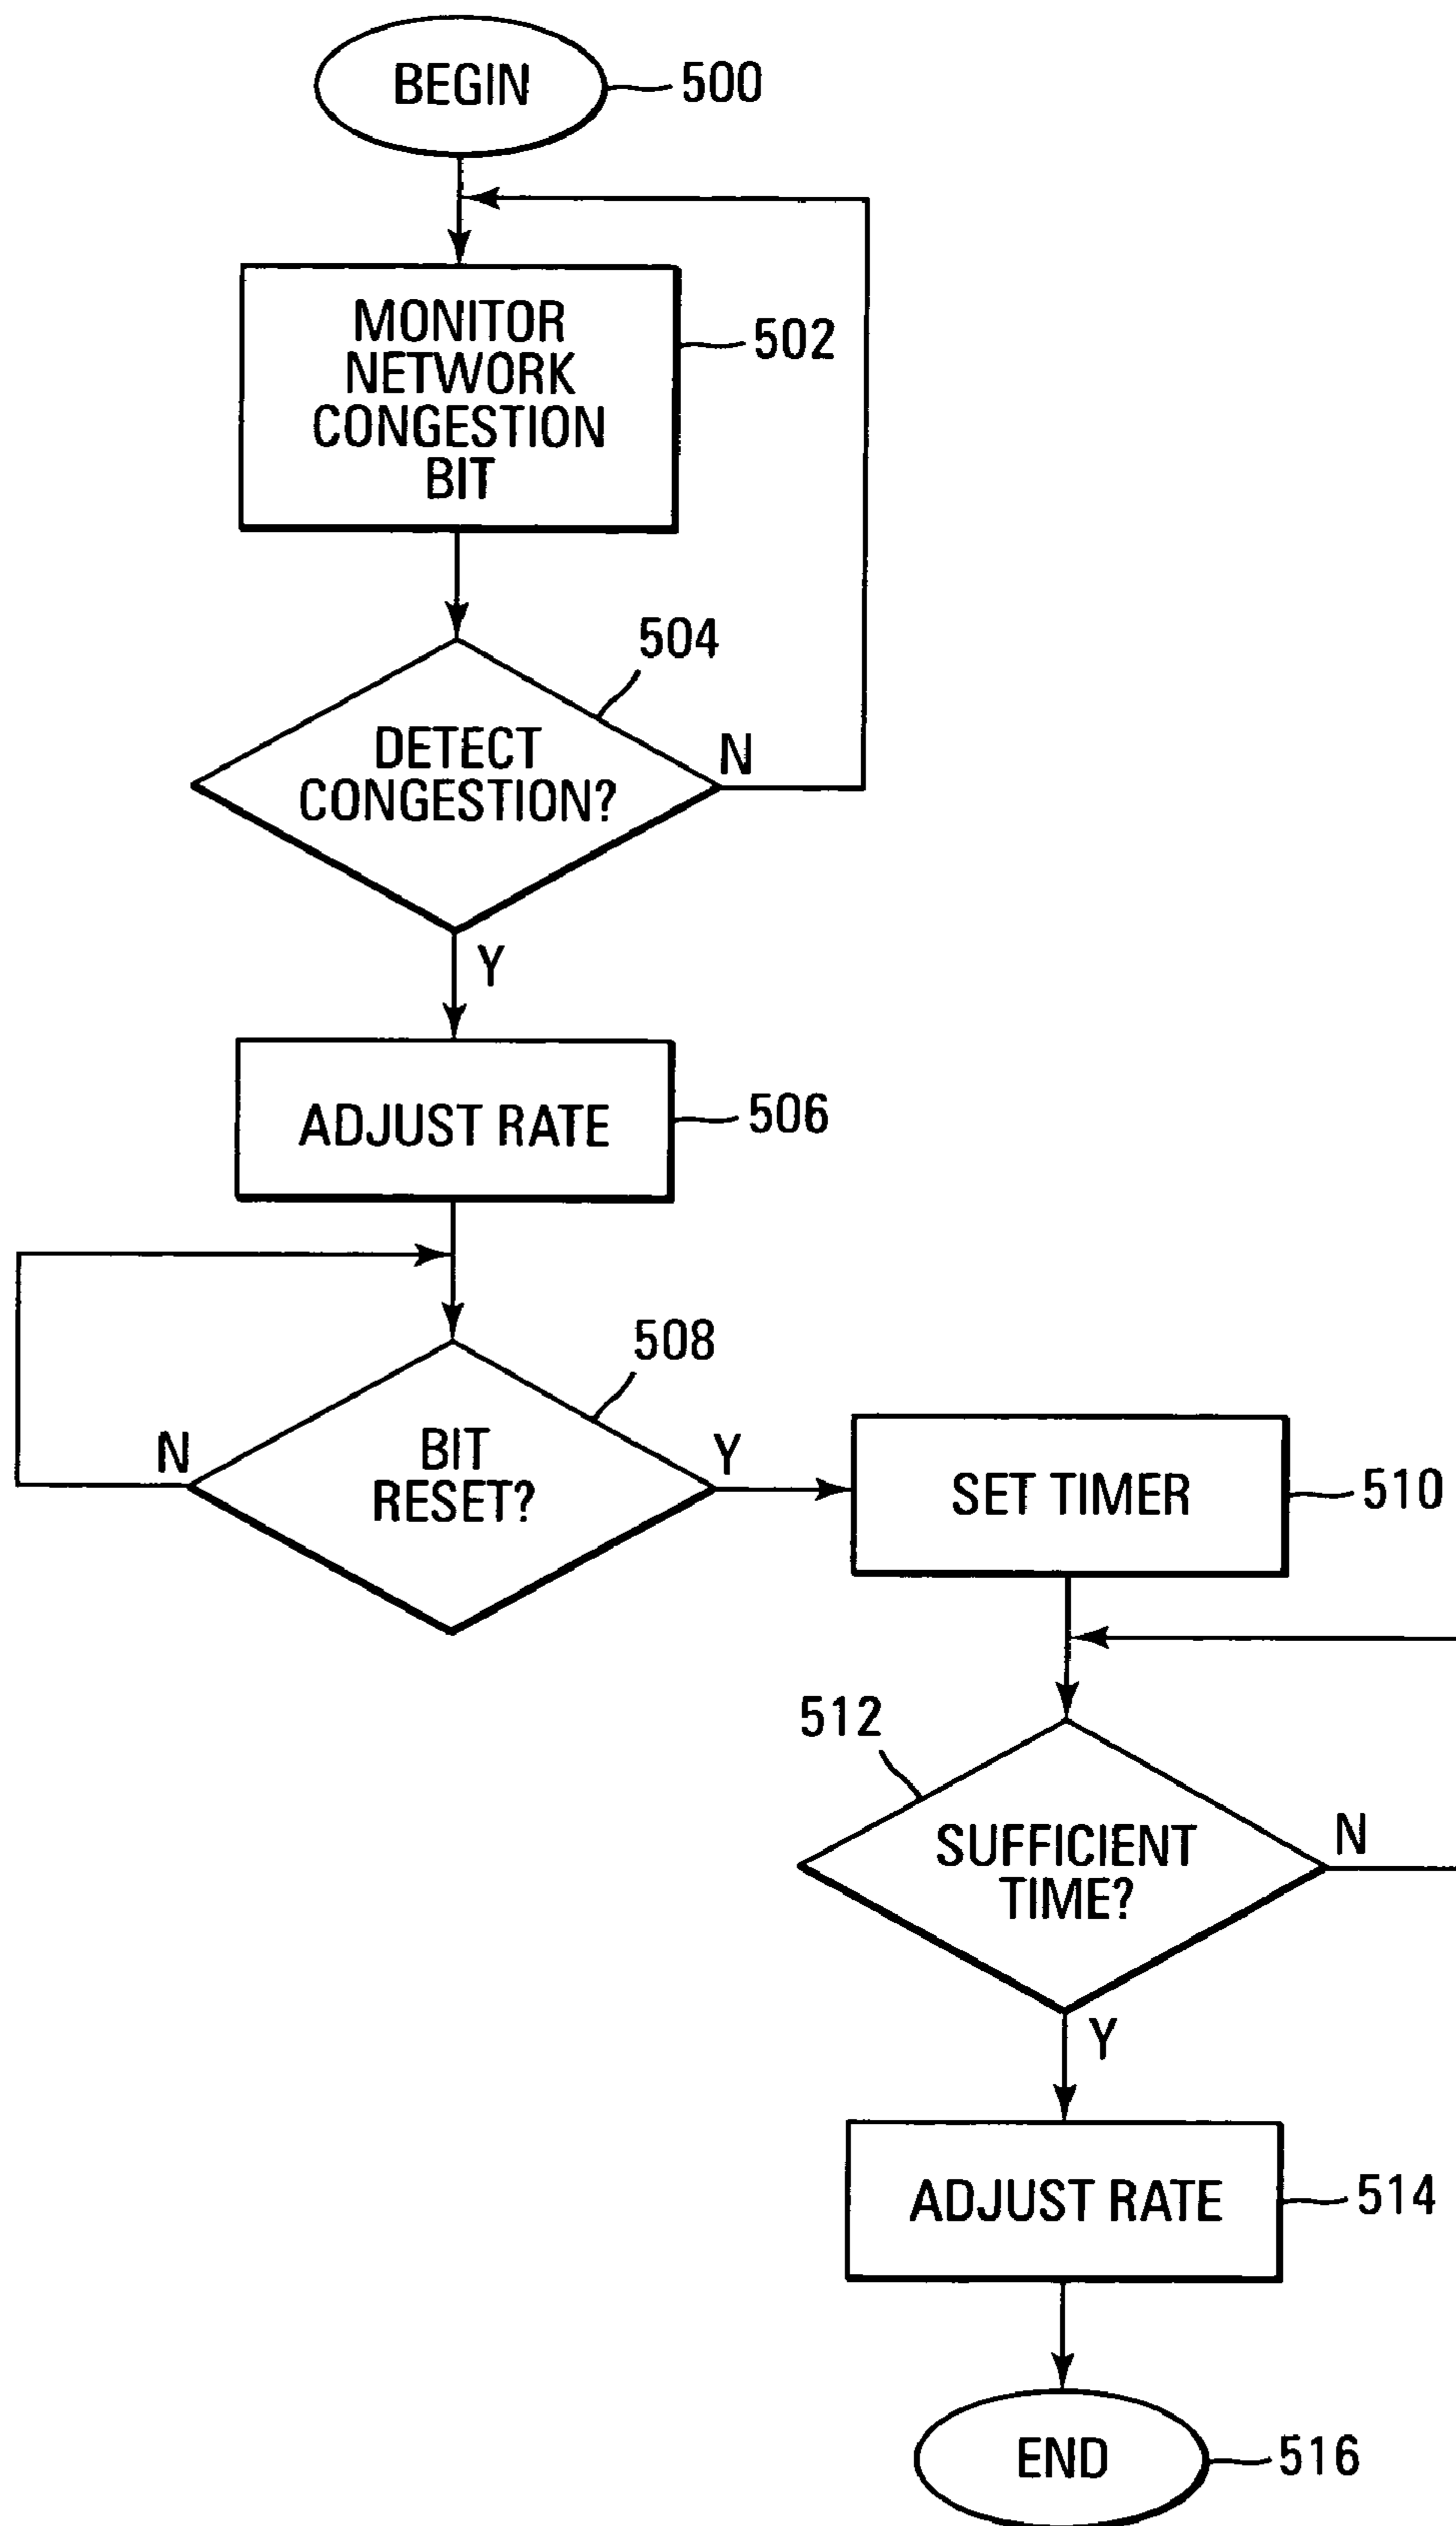 BEGIN
500
MONITOR
NETWORK
CONGESTION
BIT
502
504
DETECT
CONGESTION?
N
Y
ADJUST RATE
506
508
BIT
RESET?
N
Y
SET TIMER
510
512
SUFFICIENT
TIME?
N
Y
ADJUST RATE
514
END
516